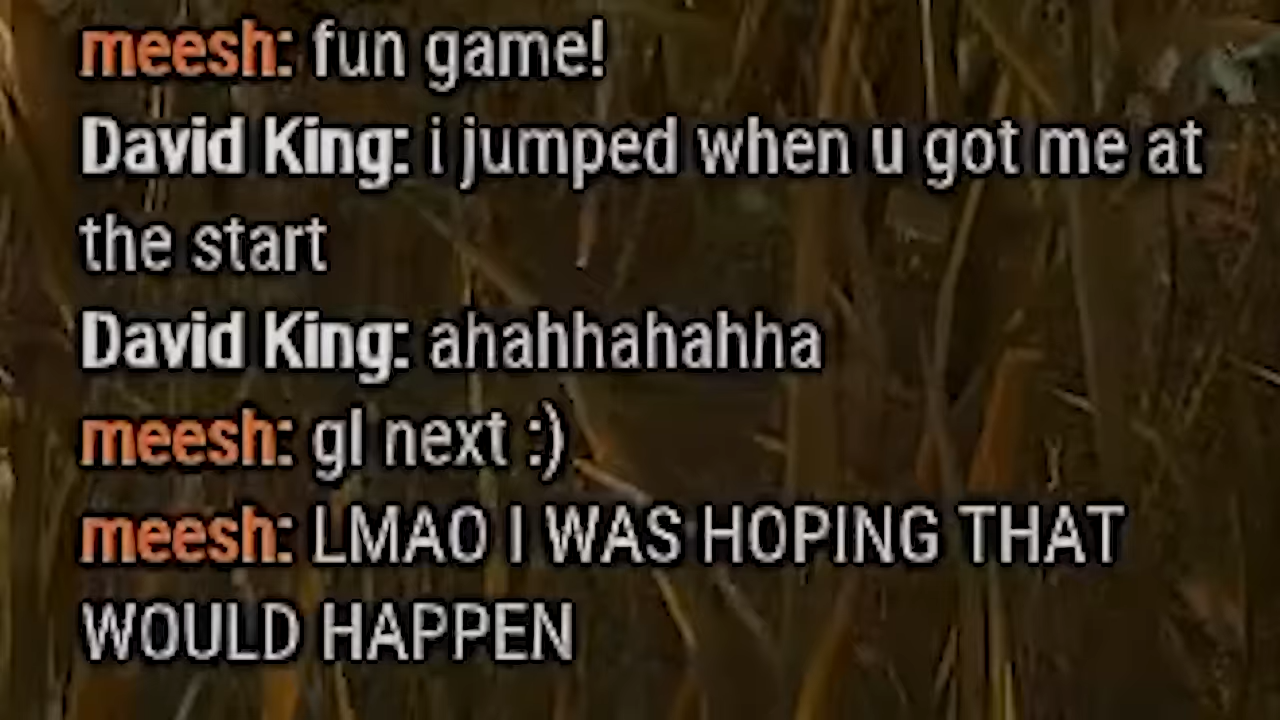 meesh: fun game!
David King: i jumped when u got me at
the start
David King: ahahhahahha
meesh: gl next :)
meesh: LMAO I WAS HOPING THAT
WOULD HAPPEN